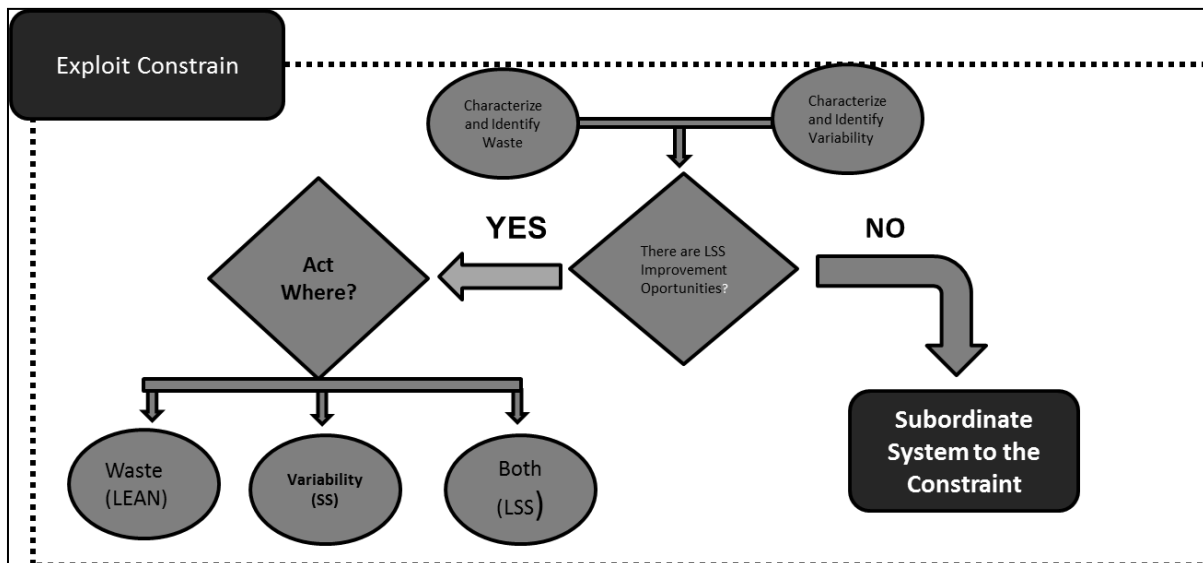 Exploit Constrain
Characterize
and Identify
Waste
Characterize
and Identify
Variability
YES
NO
There are LSS
Improvement
Oportunities?
Act
Where?
Waste
(LEAN)
Variability
(SS)
Both
(LSS)
Subordinate
System to the
Constraint